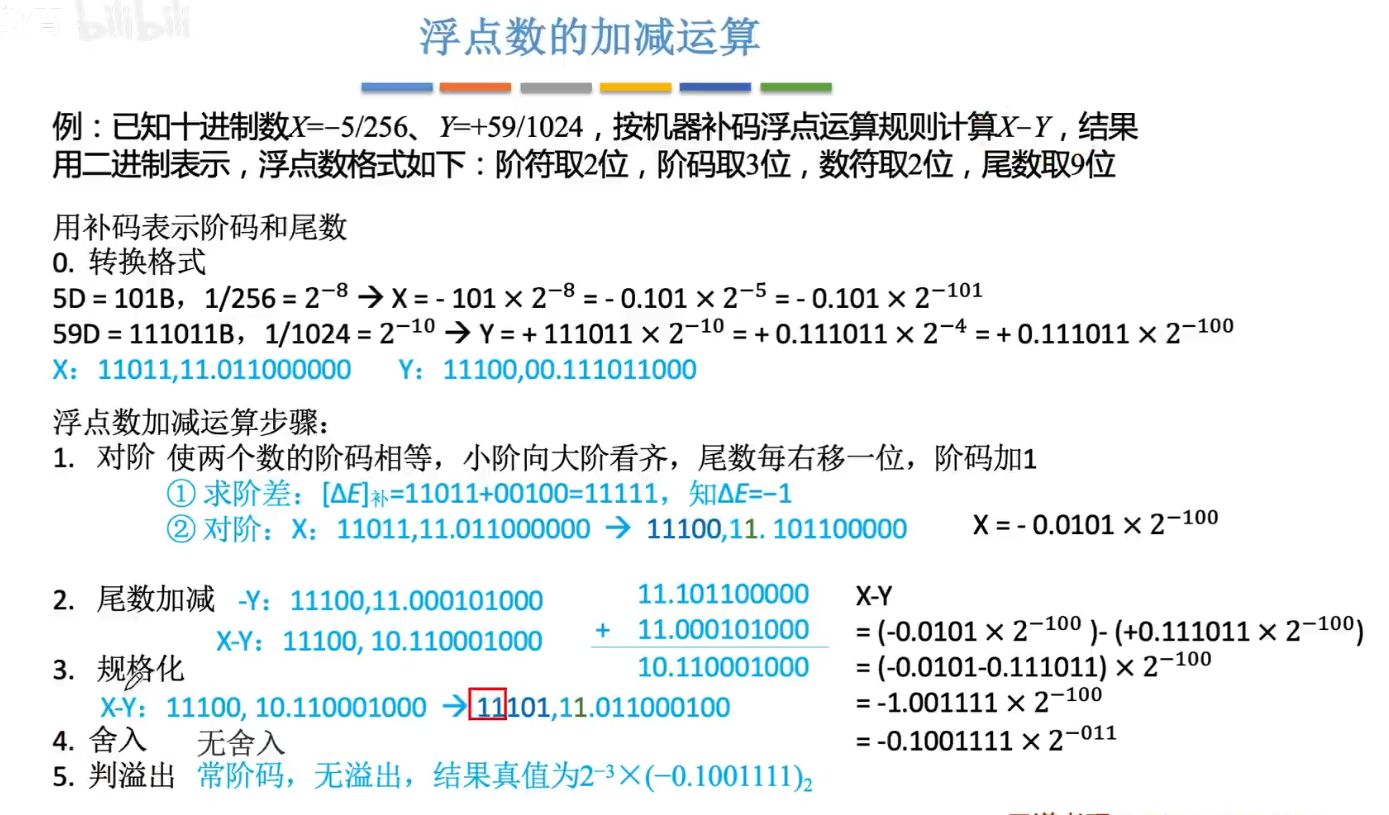 bilibili
浮点数的加减运算
例：已知十进制数X=−5/256、Y=+59/1024，按机器补码浮点运算规则计算X−Y，结果
用二进制表示，浮点数格式如下：阶符取2位，阶码取3位，数符取2位，尾数取9位
用补码表示阶码和尾数
0. 转换格式
5D = 101B，1/256 = 2⁻⁸ → X = - 101 × 2⁻⁸ = - 0.101 × 2⁻⁵ = - 0.101 × 2⁻¹⁰¹
59D = 111011B，1/1024 = 2⁻¹⁰ → Y = + 111011 × 2⁻¹⁰ = + 0.111011 × 2⁻⁴ = + 0.111011 × 2⁻¹⁰⁰
X：11011,11.011000000 Y：11100,00.111011000
浮点数加减运算步骤：
1. 对阶 使两个数的阶码相等，小阶向大阶看齐，尾数每右移一位，阶码加1
① 求阶差：[ΔE]补=11011+00100=11111，知ΔE=−1
② 对阶：X：11011,11.011000000 → 11100,11. 101100000 X = - 0.0101 × 2⁻¹⁰⁰
2. 尾数加减 -Y：11100,11.000101000
X-Y：11100, 10.110001000
11.101100000
+ 11.000101000
10.110001000
X-Y
= (-0.0101 × 2⁻¹⁰⁰ )- (+0.111011 × 2⁻¹⁰⁰)
= (-0.0101-0.111011) × 2⁻¹⁰⁰
= -1.001111 × 2⁻¹⁰⁰
= -0.1001111 × 2⁻⁰¹¹
3. 规格化
X-Y：11100, 10.110001000 → 11101,11.011000100
4. 舍入 无舍入
5. 判溢出 常阶码，无溢出，结果真值为2⁻³×(−0.1001111)₂